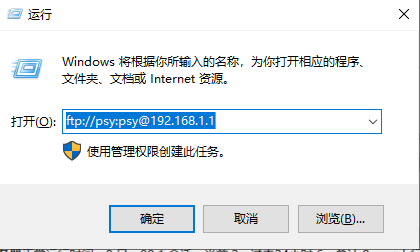 运行
Windows 将根据你所输入的名称，为你打开相应的程序、
文件夹、文档或 Internet 资源。
打开(O):
ftp://psy:psy@192.168.1.1
使用管理权限创建此任务。
确定
取消
浏览(B)...